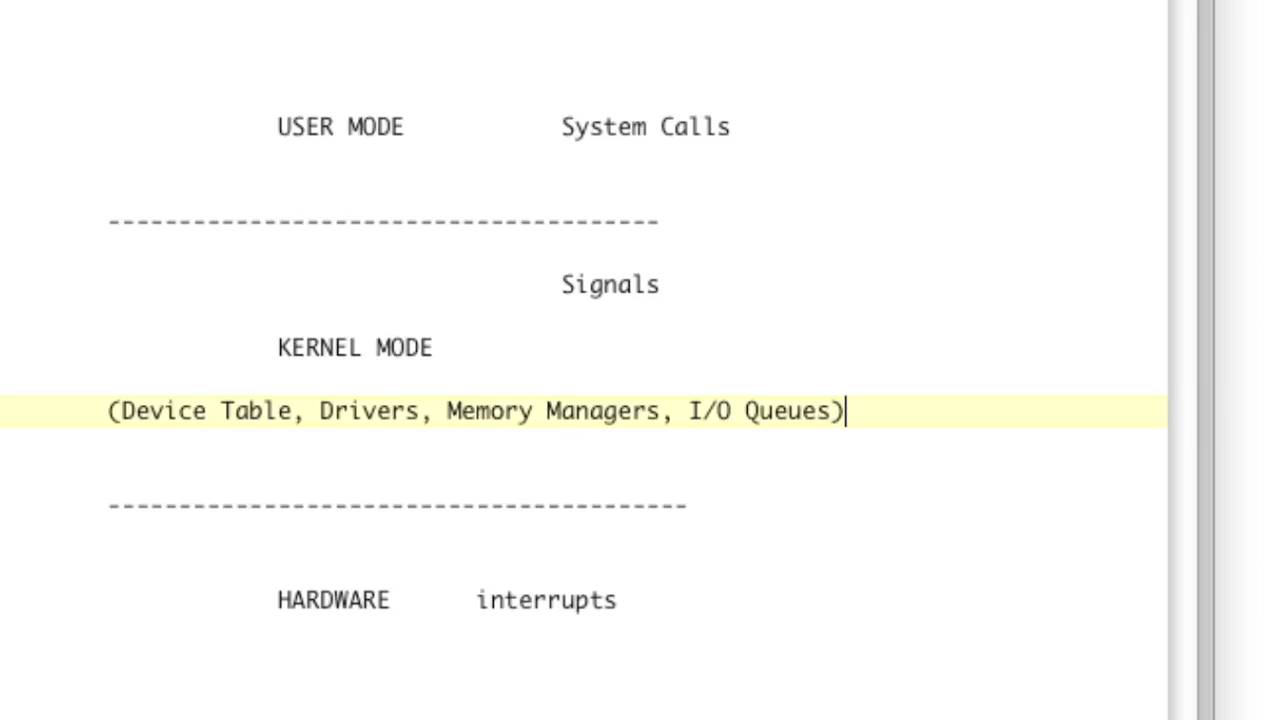 USER MODE System Calls
---------------------------------------
Signals
KERNEL MODE
(Device Table, Drivers, Memory Managers, I/O Queues)
-----------------------------------------
HARDWARE interrupts